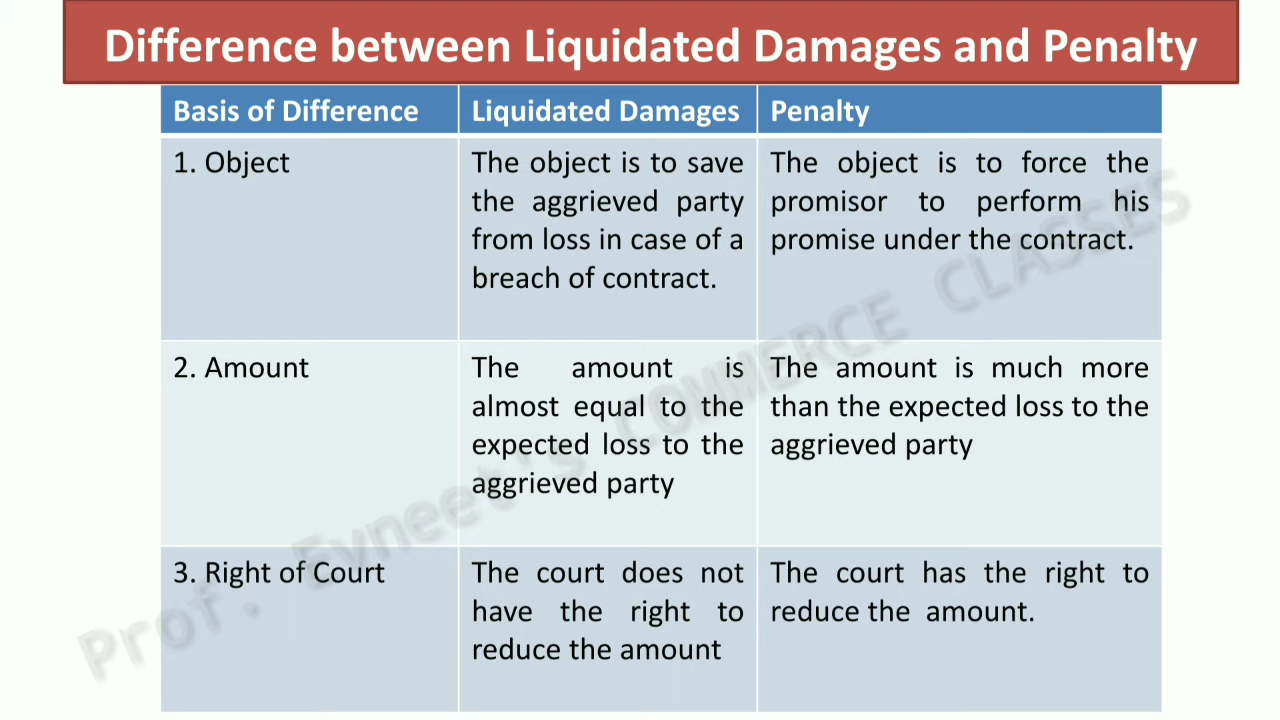 Difference between Liquidated Damages and Penalty
Basis of Difference
Liquidated Damages
Penalty
1. Object
The object is to save
the aggrieved party
from loss in case of a
breach of contract.
The object is to force the
promisor to perform his
promise under the contract.
2. Amount
The amount is
almost equal to the
expected loss to the
aggrieved party
The amount is much more
than the expected loss to the
aggrieved party
3. Right of Court
The court does not
have the right to
reduce the amount
The court has the right to
reduce the amount.
Prof. Evneet's COMMERCE CLASSES